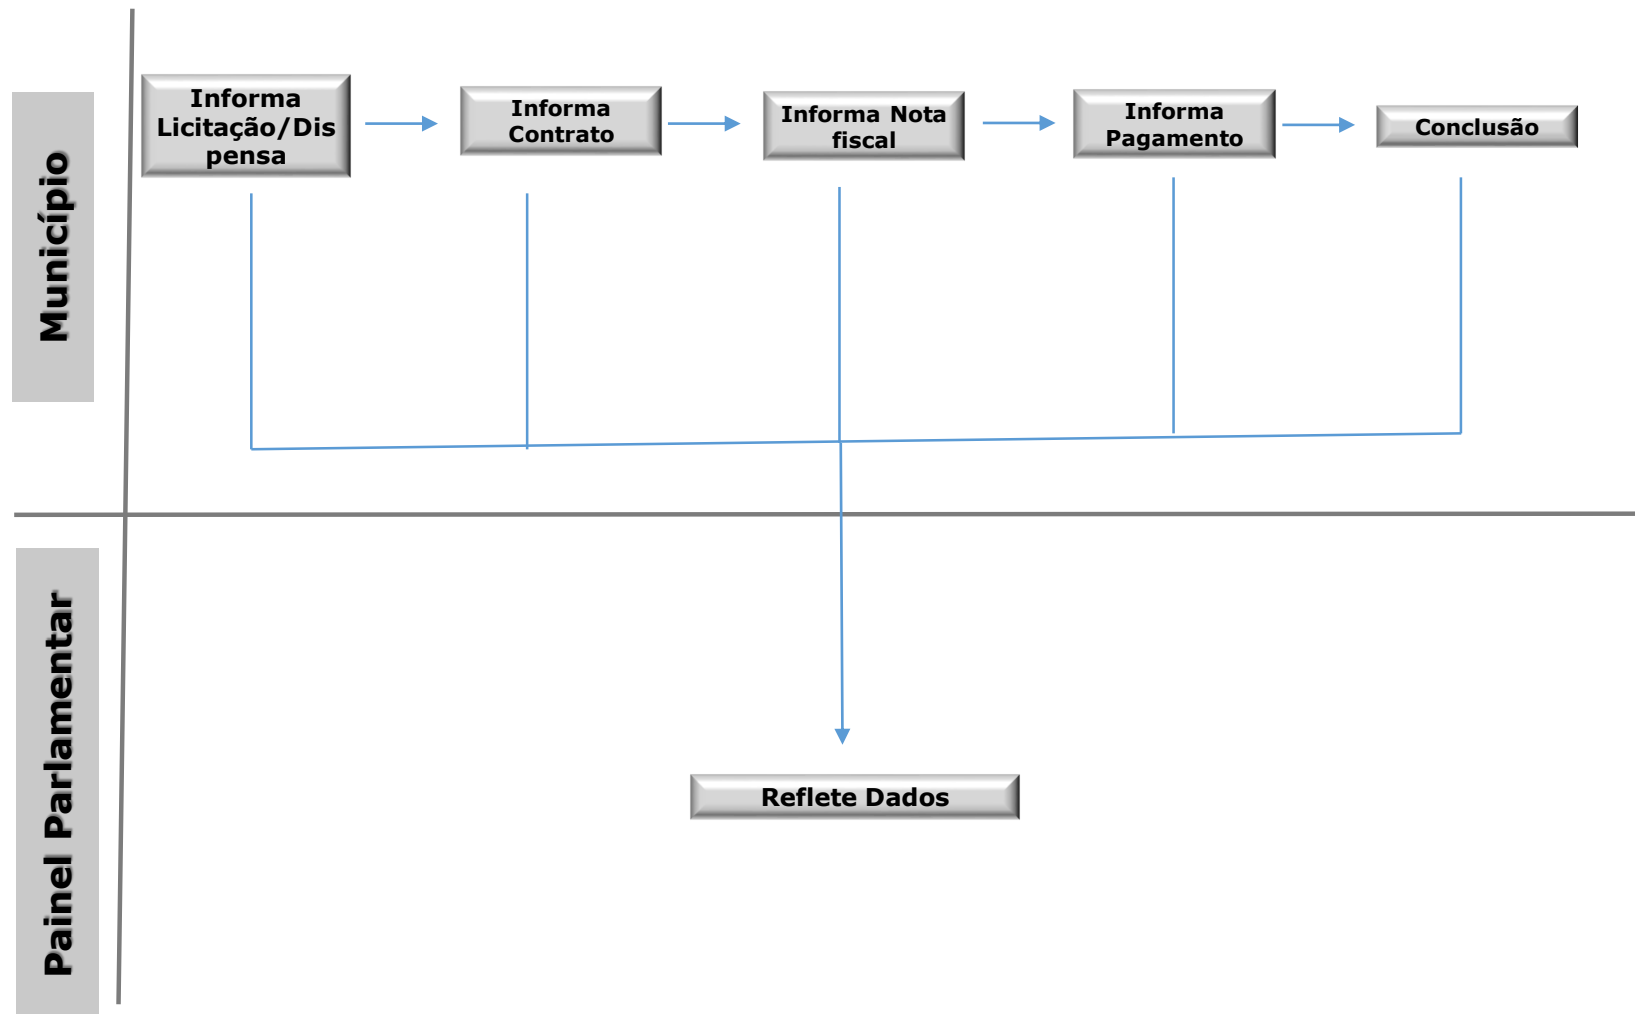 Município
Informa
Licitação/Dis
pensa
Informa
Contrato
Informa Nota
fiscal
Informa
Pagamento
Conclusão
Painel Parlamentar
Reflete Dados